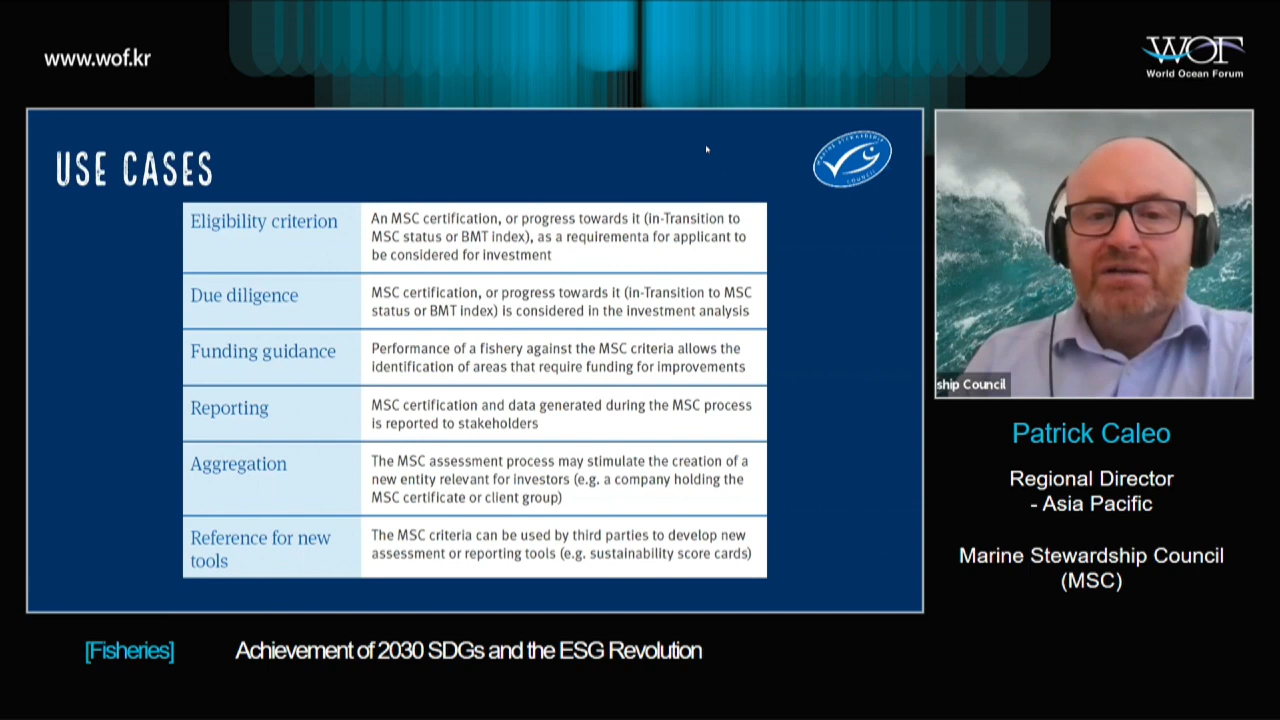 www.wof.kr
WOF
World Ocean Forum
USE CASES
MARINE STEWARDSHIP
COUNCIL
Eligibility criterion
An MSC certification, or progress towards it (in-Transition to
MSC status or BMT index), as a requirementa for applicant to
be considered for investment
Due diligence
MSC certification, or progress towards it (in-Transition to MSC
status or BMT index) is considered in the investment analysis
Funding guidance
Performance of a fishery against the MSC criteria allows the
identification of areas that require funding for improvements
Reporting
MSC certification and data generated during the MSC process
is reported to stakeholders
Aggregation
The MSC assessment process may stimulate the creation of a
new entity relevant for investors (e.g. a company holding the
MSC certificate or client group)
Reference for new
tools
The MSC criteria can be used by third parties to develop new
assessment or reporting tools (e.g. sustainability score cards)
ship Council
Patrick Caleo
Regional Director
- Asia Pacific
Marine Stewardship Council
(MSC)
[Fisheries] Achievement of 2030 SDGs and the ESG Revolution